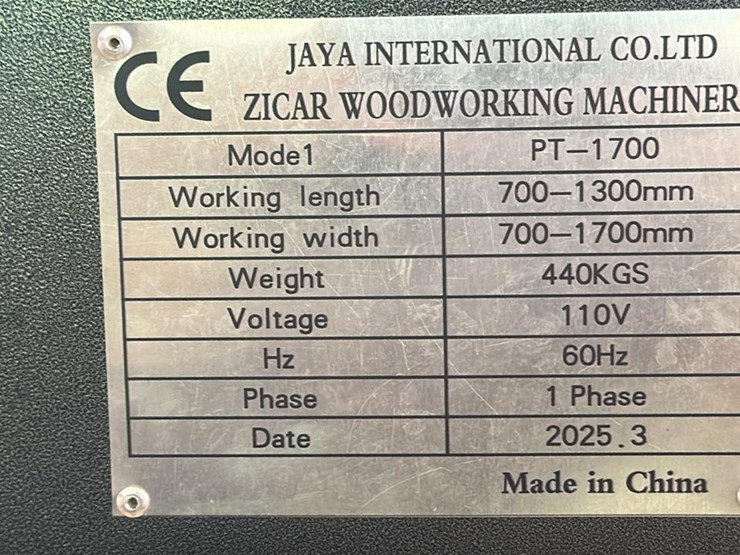 CE
JAYA INTERNATIONAL CO.LTD
ZICAR WOODWORKING MACHINER
Mode1 PT-1700
Working length 700-1300mm
Working width 700-1700mm
Weight 440KGS
Voltage 110V
Hz 60Hz
Phase 1 Phase
Date 2025.3
Made in China